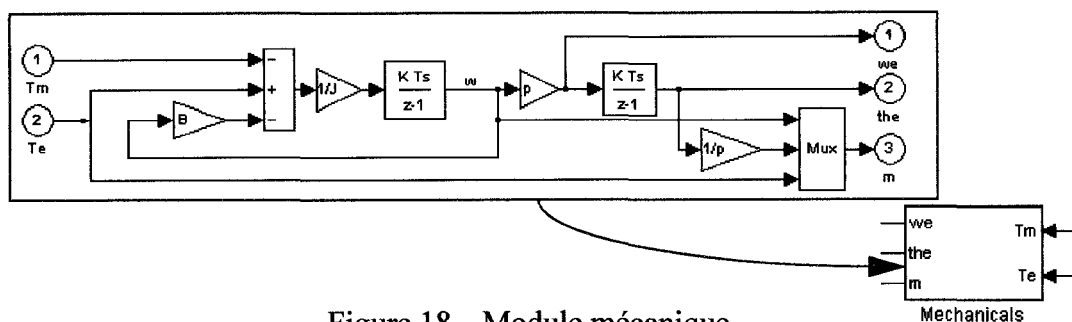 1
Tm
2
Te
−
+
−
B
1/J
K Ts
z-1
w
p
K Ts
z-1
1/p
Mux
1
we
2
the
3
m
we
the
m
Tm
Te
Mechanicals
Figure 18 Module mécanique